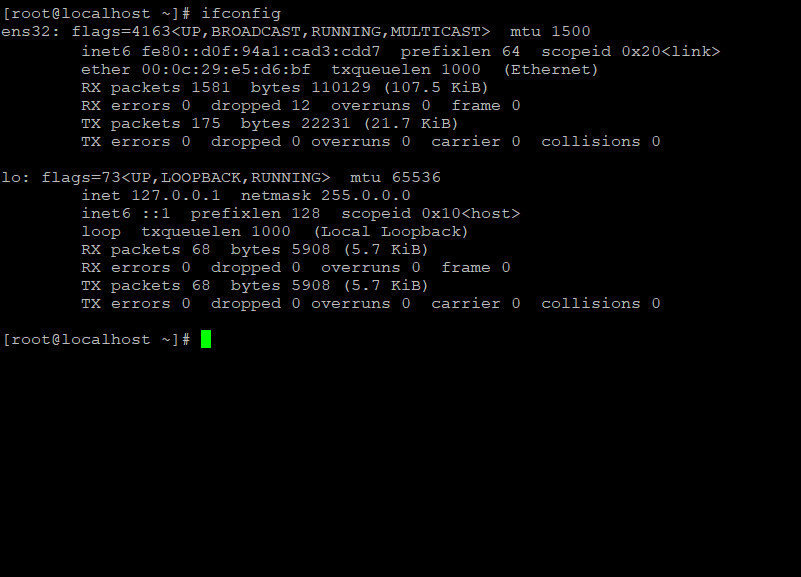 [root@localhost ~]# ifconfig
ens32: flags=4163<UP,BROADCAST,RUNNING,MULTICAST>  mtu 1500
        inet6 fe80::d0f:94a1:cad3:cdd7  prefixlen 64  scopeid 0x20<link>
        ether 00:0c:29:e5:d6:bf  txqueuelen 1000  (Ethernet)
        RX packets 1581  bytes 110129 (107.5 KiB)
        RX errors 0  dropped 12  overruns 0  frame 0
        TX packets 175  bytes 22231 (21.7 KiB)
        TX errors 0  dropped 0 overruns 0  carrier 0  collisions 0

lo: flags=73<UP,LOOPBACK,RUNNING>  mtu 65536
        inet 127.0.0.1  netmask 255.0.0.0
        inet6 ::1  prefixlen 128  scopeid 0x10<host>
        loop  txqueuelen 1000  (Local Loopback)
        RX packets 68  bytes 5908 (5.7 KiB)
        RX errors 0  dropped 0  overruns 0  frame 0
        TX packets 68  bytes 5908 (5.7 KiB)
        TX errors 0  dropped 0 overruns 0  carrier 0  collisions 0

[root@localhost ~]#